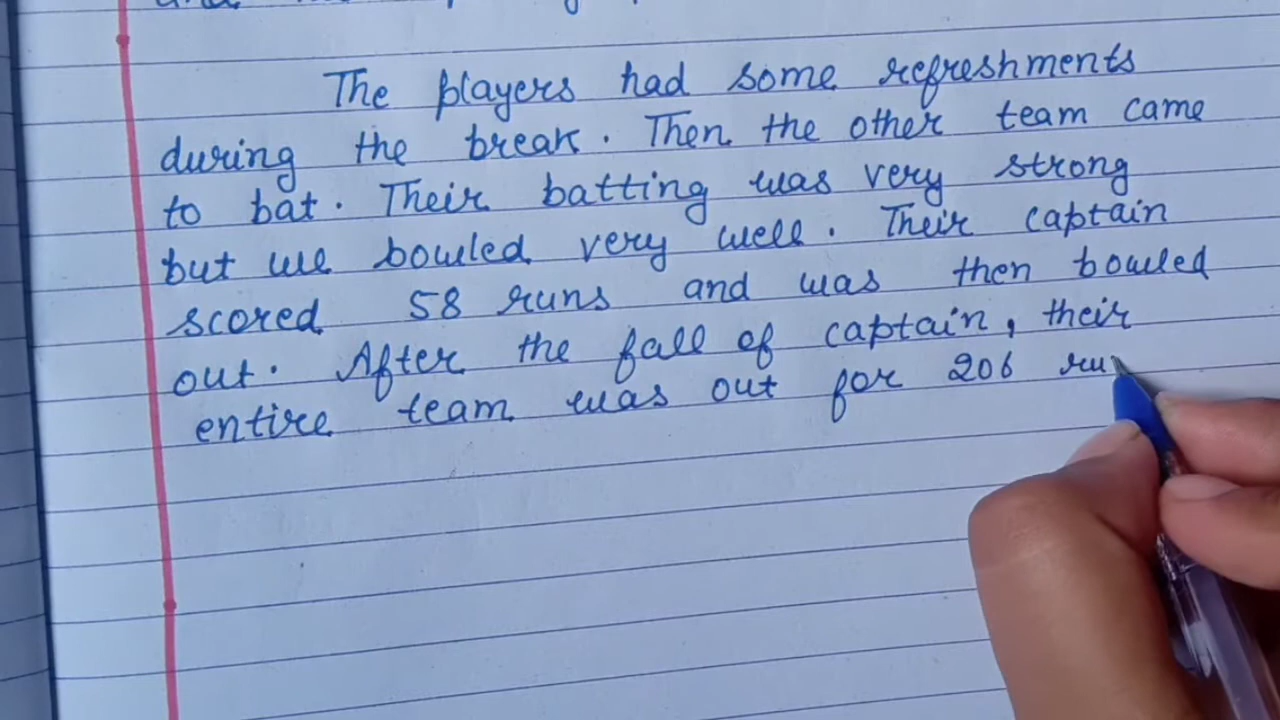 The players had some refreshments
during the break. Then the other team came
to bat. Their batting was very strong
but we bowled very well. Their captain
scored 58 runs and was then bowled
out. After the fall of captain, their
entire team was out for 206 ru